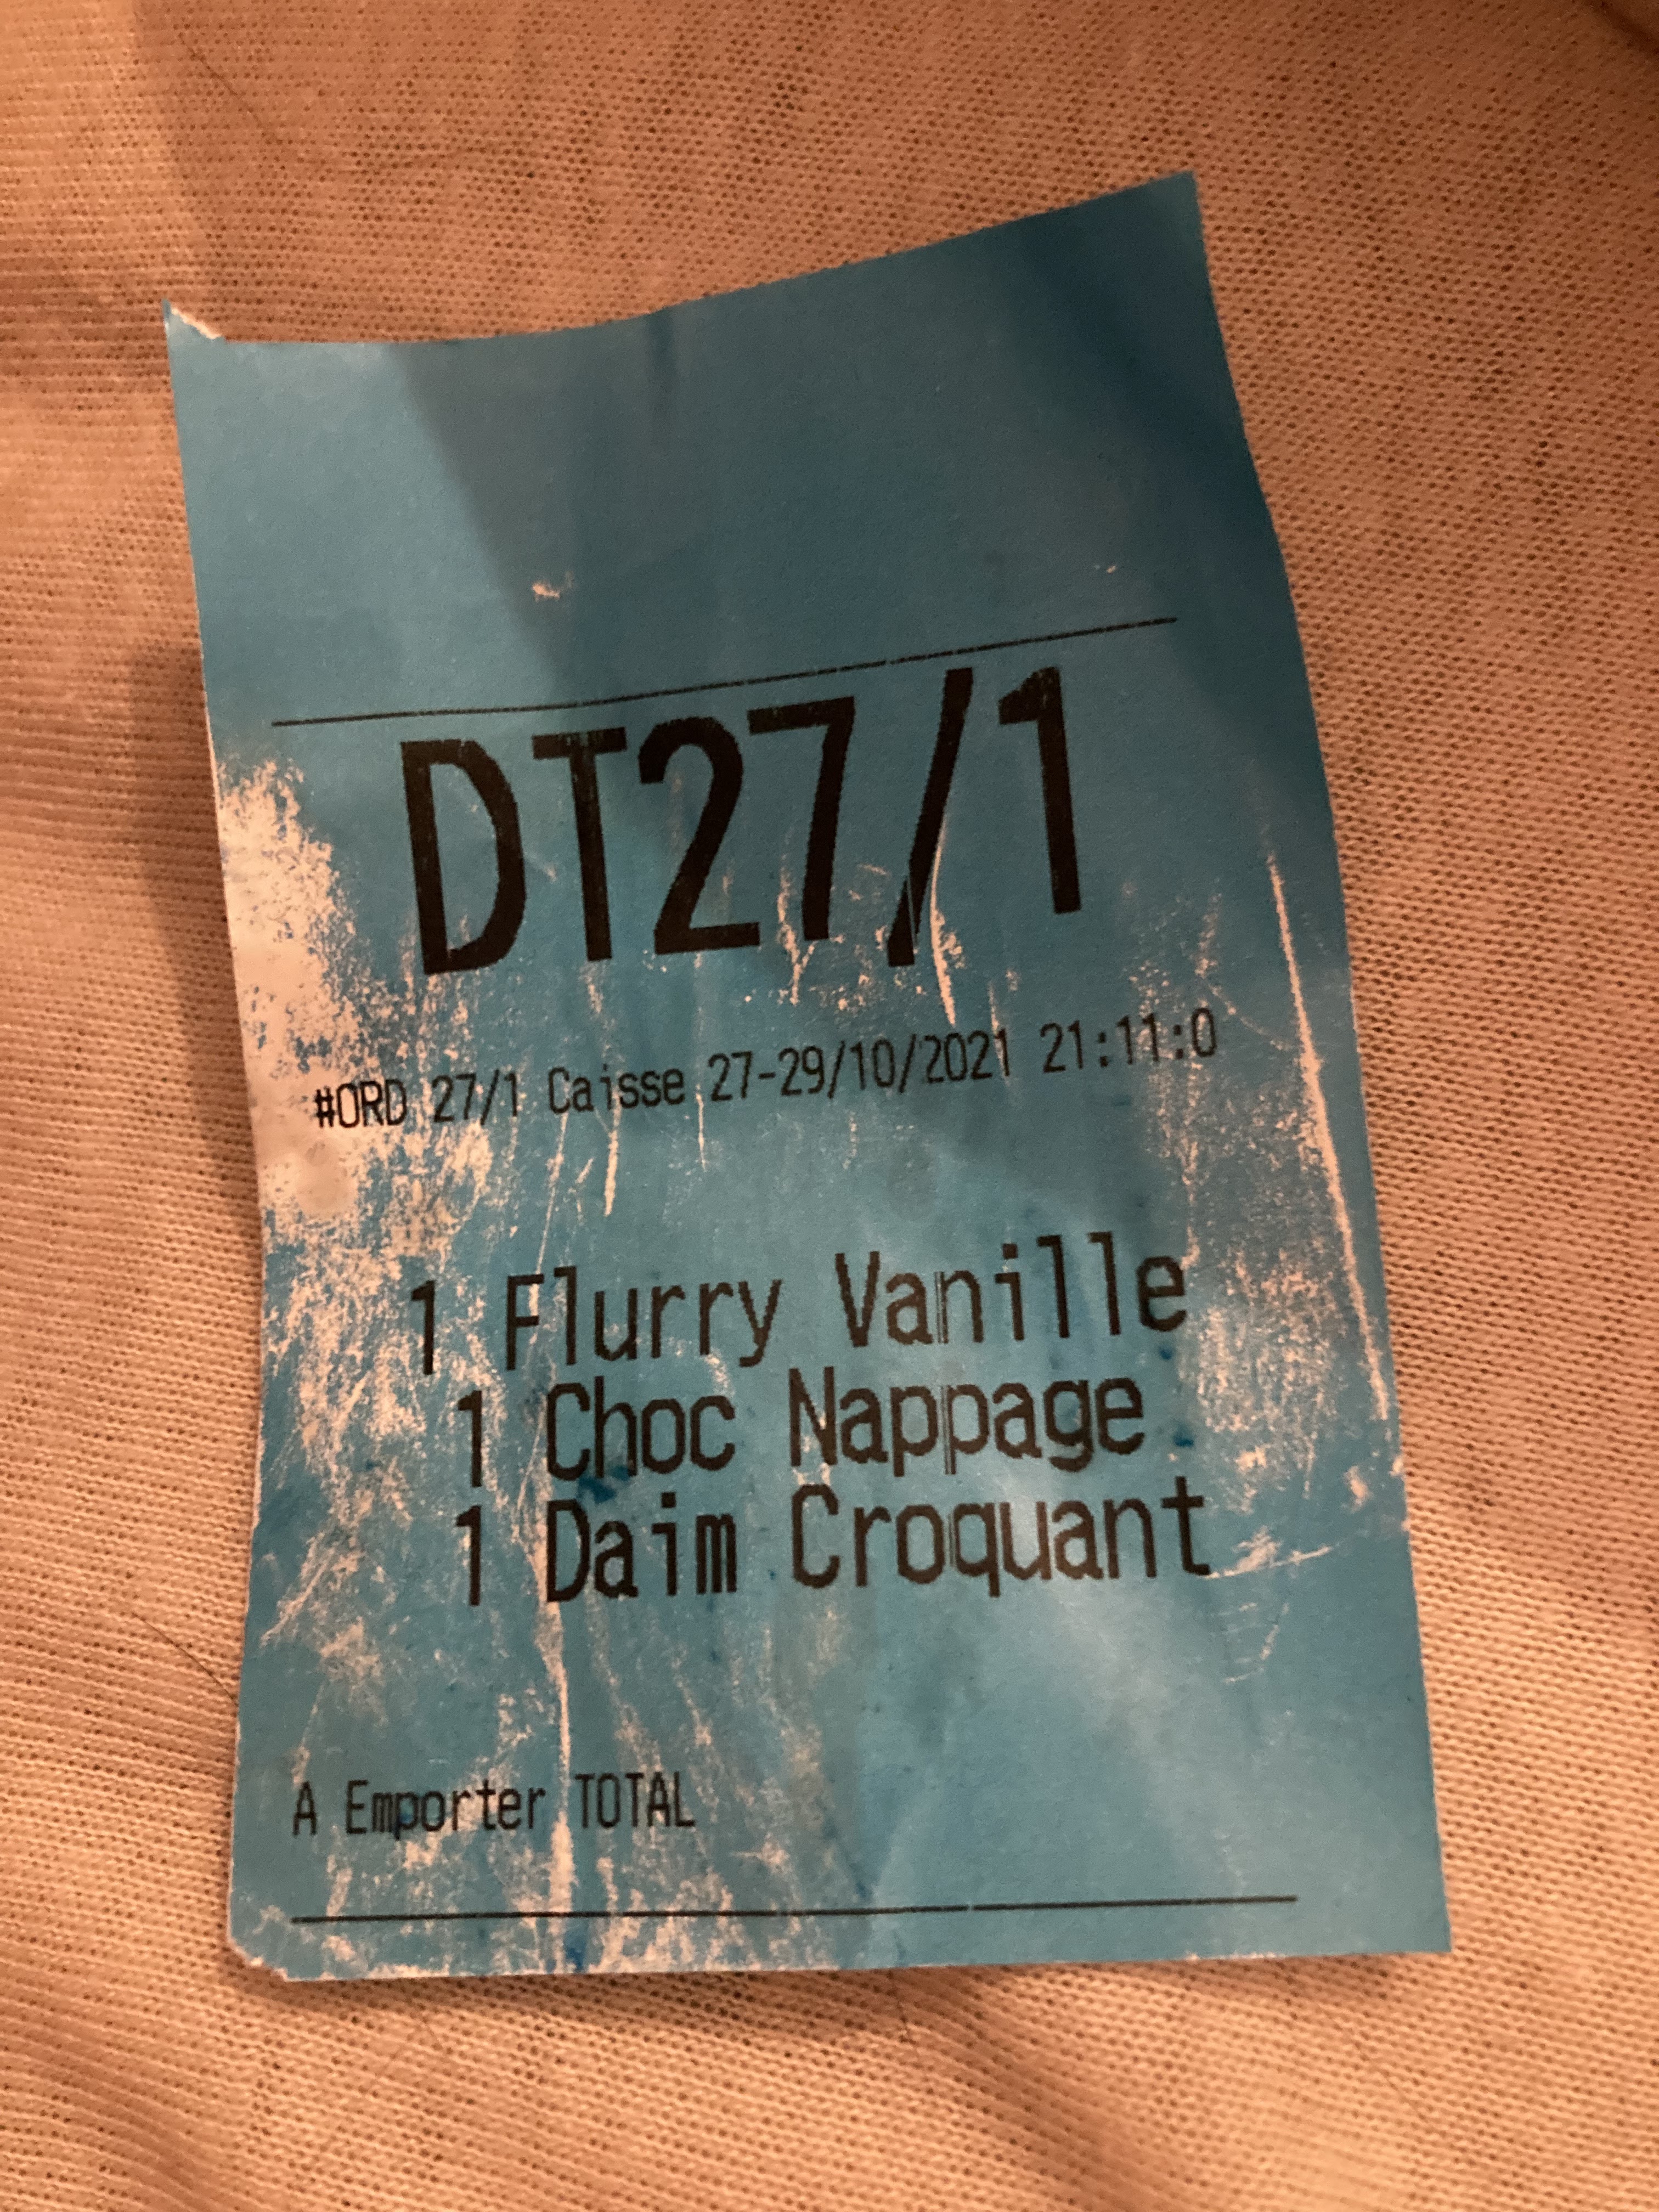 DT27/1
#ORD 27/1 Caisse 27-29/10/2021 21:11:0
1 Flurry Vanille
1 Choc Nappage
1 Daim Croquant
A Emporter TOTAL